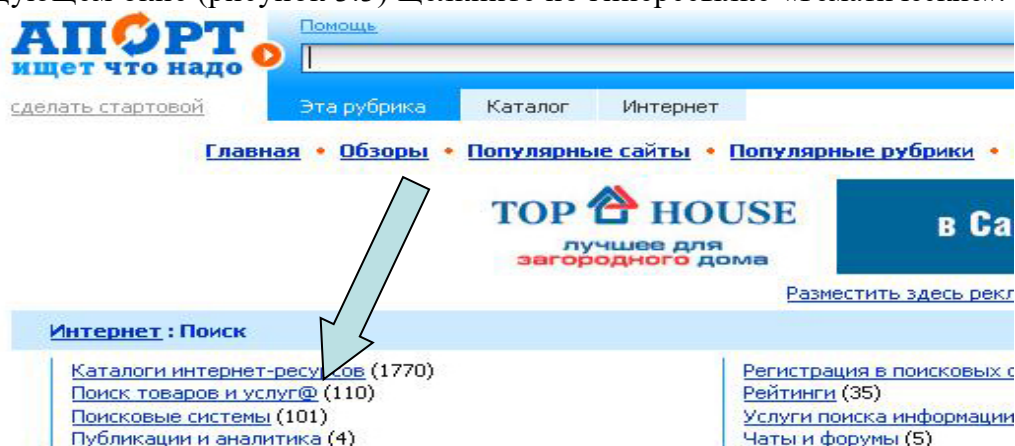 Помощь
АПОРТ
ищет что надо
сделать стартовой
Эта рубрика Каталог Интернет
Главная • Обзоры • Популярные сайты • Популярные рубрики •
TOP HOUSE
лучшее для
загородного дома
в Са
Разместить здесь рекл
Интернет : Поиск
Каталоги интернет-ресурсов (1770)
Поиск товаров и услуг@ (110)
Поисковые системы (101)
Публикации и аналитика (4)
Регистрация в поисковых с
Рейтинги (35)
Услуги поиска информации
Чаты и форумы (5)